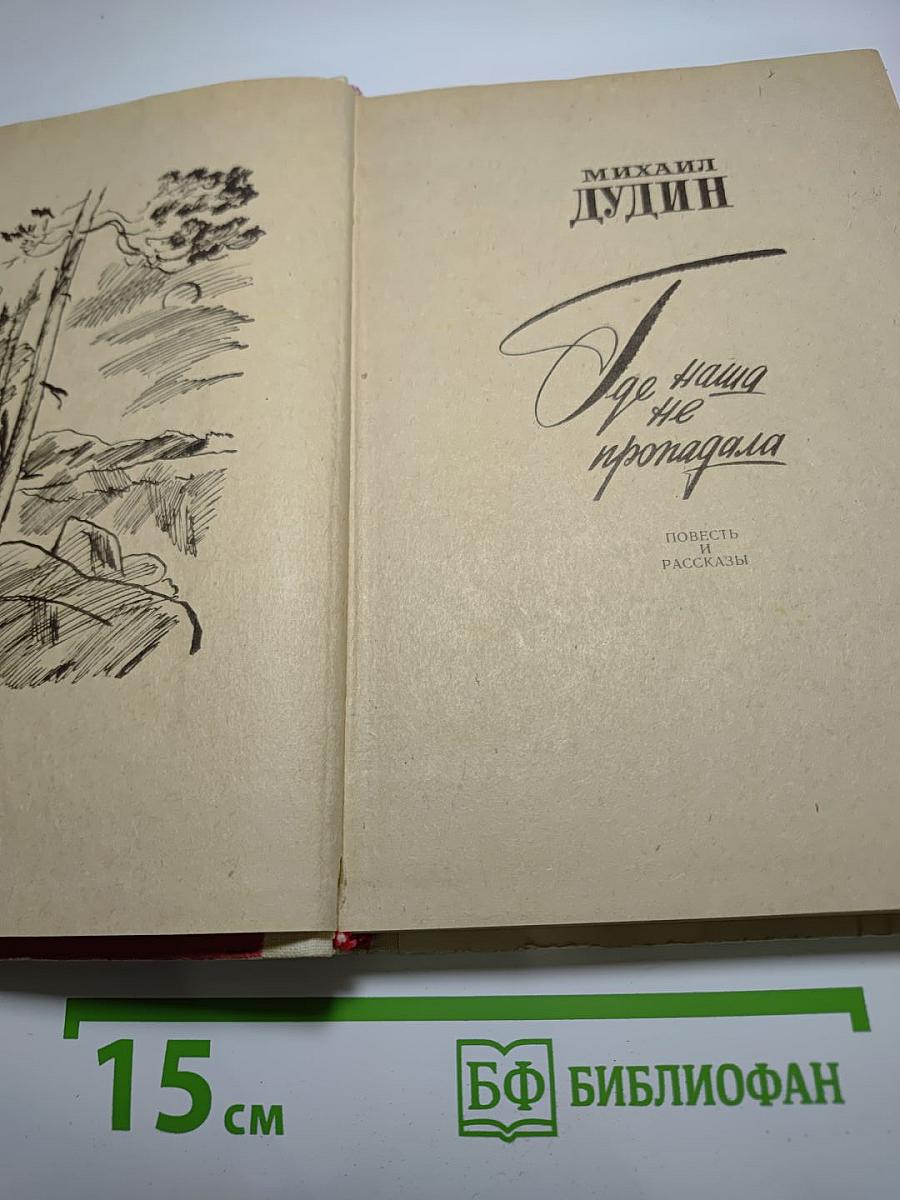 МИХАИЛ
ДУДИН
Где наша
не
пропадала
ПОВЕСТЬ
И
РАССКАЗЫ
15 см
БФ БИБЛИОФАН